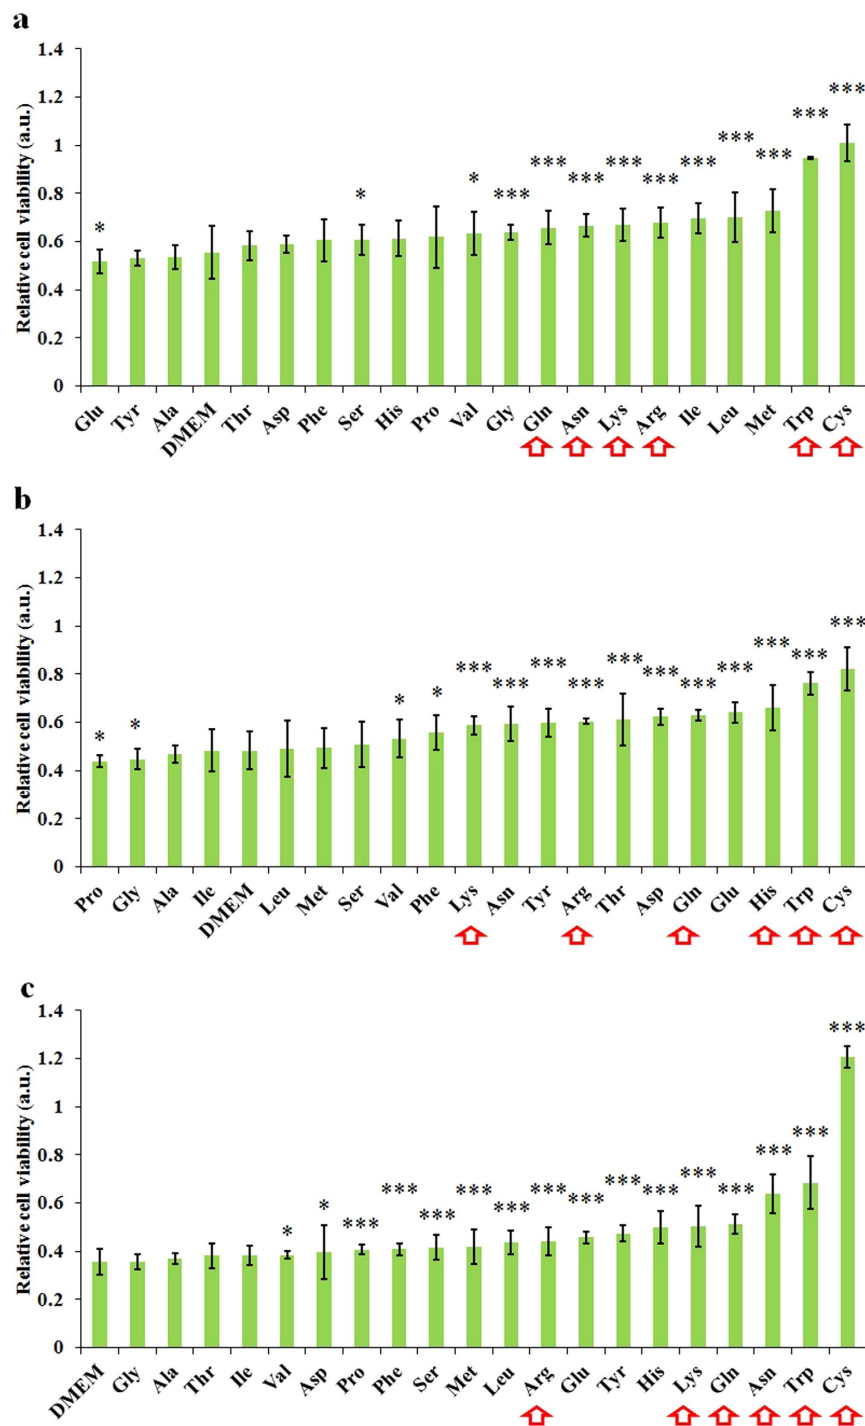 a
Relative cell viability (a.u.)
1.4
1.2
1
0.8
0.6
0.4
0.2
0
* * * *** *** *** *** *** *** *** *** *** ***
Glu Tyr Ala DMEM Thr Asp Phe Ser His Pro Val Gly Gln Asn Lys Arg Ile Leu Met Trp Cys
b
Relative cell viability (a.u.)
1.4
1.2
1
0.8
0.6
0.4
0.2
0
* * * * *** *** *** *** *** *** *** *** *** *** ***
Pro Gly Ala Ile DMEM Leu Met Ser Val Phe Lys Asn Tyr Arg Thr Asp Gln Glu His Trp Cys
c
Relative cell viability (a.u.)
1.4
1.2
1
0.8
0.6
0.4
0.2
0
* * *** *** *** *** *** *** *** *** *** *** *** *** *** ***
DMEM Gly Ala Thr Ile Val Asp Pro Phe Ser Met Leu Arg Glu Tyr His Lys Gln Asn Trp Cys